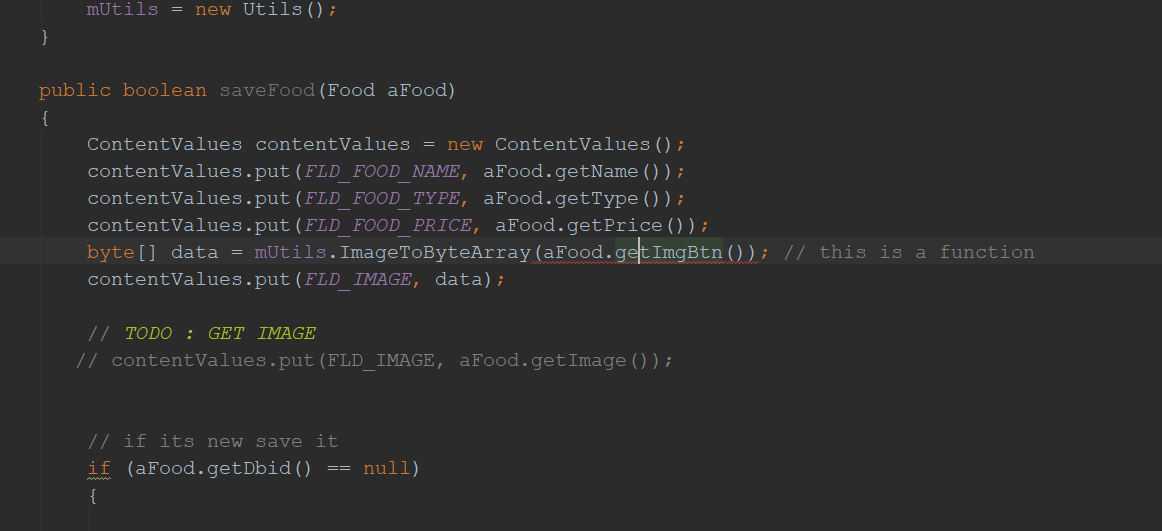 mUtils = new Utils();
}
public boolean saveFood(Food aFood)
{
ContentValues contentValues = new ContentValues();
contentValues.put(FLD_FOOD_NAME, aFood.getName());
contentValues.put(FLD_FOOD_TYPE, aFood.getType());
contentValues.put(FLD_FOOD_PRICE, aFood.getPrice());
byte[] data = mUtils.ImageToByteArray(aFood.getImgBtn()); // this is a function
contentValues.put(FLD_IMAGE, data);
// TODO : GET IMAGE
// contentValues.put(FLD_IMAGE, aFood.getImage());
// if its new save it
if (aFood.getDbid() == null)
{